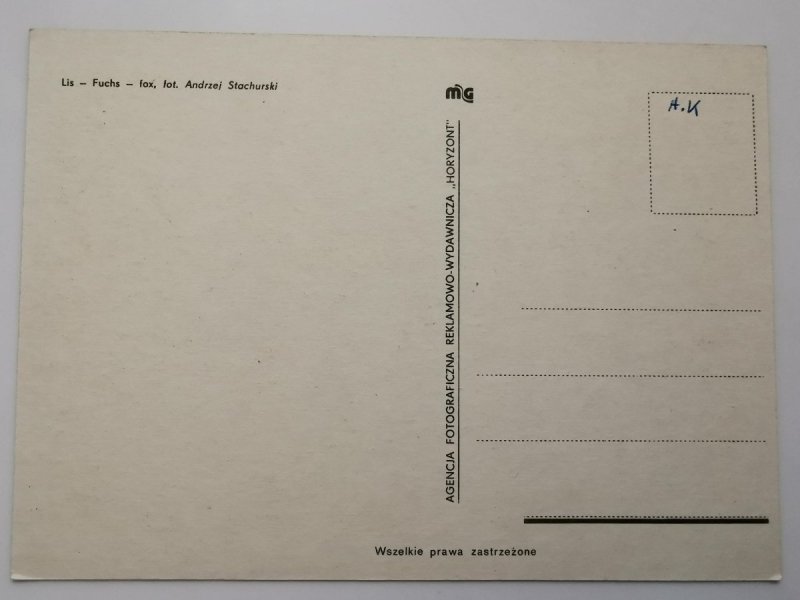 Lis – Fuchs – fox, fot. Andrzej Stachurski
mG
A.K
AGENCJA FOTOGRAFICZNA REKLAMOWO-WYDAWNICZA „HORYZONT"
Wszelkie prawa zastrzeżone